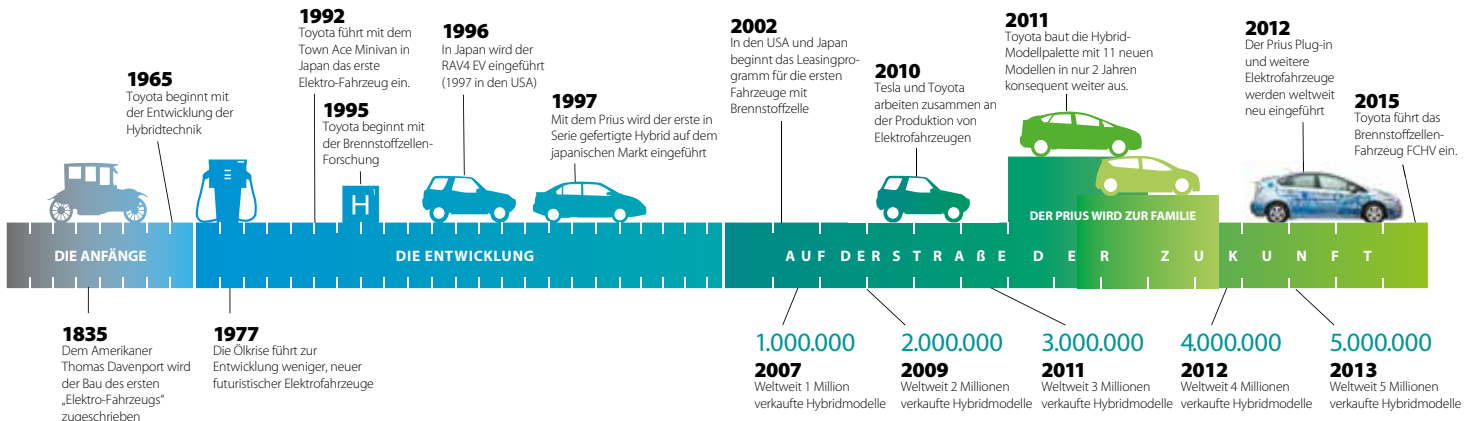 1965
Toyota beginnt mit
der Entwicklung der
Hybridtechnik
1992
Toyota führt mit dem
Town Ace Minivan in
Japan das erste
Elektro-Fahrzeug ein.
1995
Toyota beginnt mit
der Brennstoffzellen-
Forschung
1996
In Japan wird der
RAV4 EV eingeführt
(1997 in den USA)
1997
Mit dem Prius wird der erste in
Serie gefertigte Hybrid auf dem
japanischen Markt eingeführt
2002
In den USA und Japan
beginnt das Leasingpro-
gramm für die ersten
Fahrzeuge mit
Brennstoffzelle
2010
Tesla und Toyota
arbeiten zusammen an
der Produktion von
Elektrofahrzeugen
2011
Toyota baut die Hybrid-
Modellpalette mit 11 neuen
Modellen in nur 2 Jahren
konsequent weiter aus.
2012
Der Prius Plug-in
und weitere
Elektrofahrzeuge
werden weltweit
neu eingeführt
2015
Toyota führt das
Brennstoffzellen-
Fahrzeug FCHV ein.
H
DER PRIUS WIRD ZUR FAMILIE
DIE ANFÄNGE
DIE ENTWICKLUNG
AUF DER STRAßE DER ZUKUNFT
1835
Dem Amerikaner
Thomas Davenport wird
der Bau des ersten
„Elektro-Fahrzeugs"
zugeschrieben
1977
Die Ölkrise führt zur
Entwicklung weniger, neuer
futuristischer Elektrofahrzeuge
1.000.000
2007
Weltweit 1 Million
verkaufte Hybridmodelle
2.000.000
2009
Weltweit 2 Millionen
verkaufte Hybridmodelle
3.000.000
2011
Weltweit 3 Millionen
verkaufte Hybridmodelle
4.000.000
2012
Weltweit 4 Millionen
verkaufte Hybridmodelle
5.000.000
2013
Weltweit 5 Millionen
verkaufte Hybridmodelle